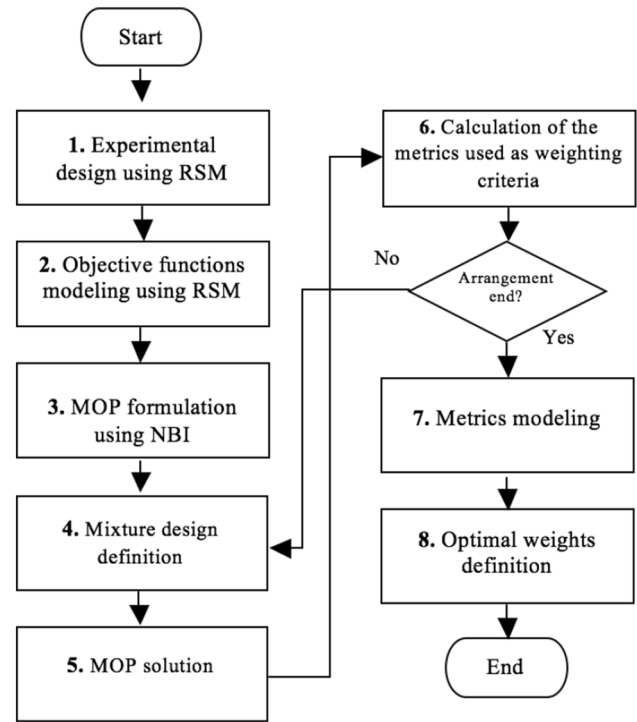 Start
1. Experimental
design using RSM
2. Objective functions
modeling using RSM
3. MOP formulation
using NBI
4. Mixture design
definition
5. MOP solution
6. Calculation of the
metrics used as weighting
criteria
No
Arrangement
end?
Yes
7. Metrics modeling
8. Optimal weights
definition
End